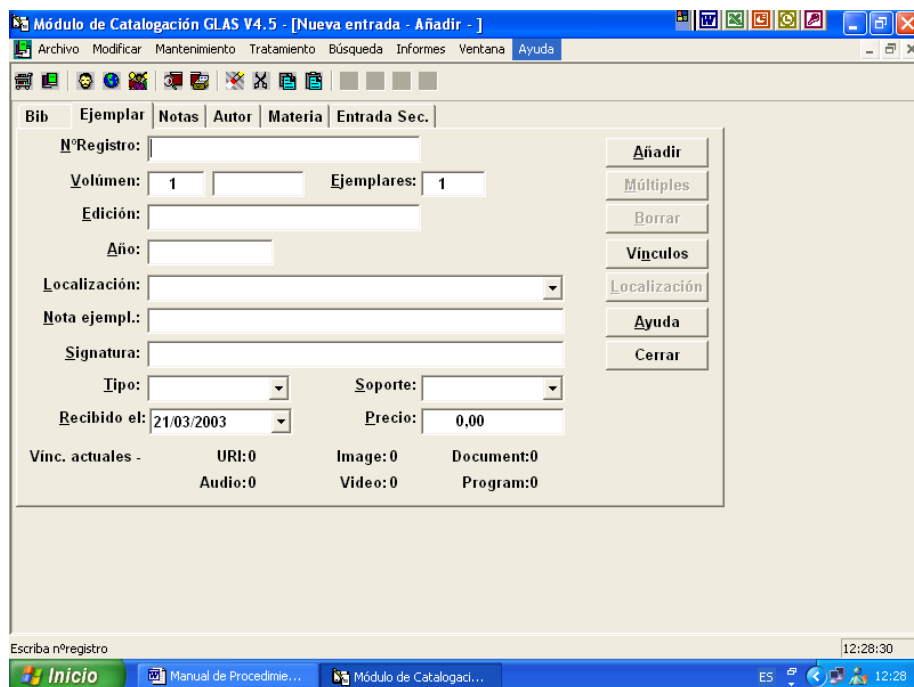 Módulo de Catalogación GLAS V4.5 - [Nueva entrada - Añadir - ]
Archivo Modificar Mantenimiento Tratamiento Búsqueda Informes Ventana Ayuda
Bib Ejemplar Notas Autor Materia Entrada Sec.
NºRegistro: Añadir
Volúmen: 1 Ejemplares: 1 Múltiples
Edición: Borrar
Año: Vínculos
Localización: Localización
Nota ejempl.: Ayuda
Signatura: Cerrar
Tipo: Soporte:
Recibido el: 21/03/2003 Precio: 0,00
Vínc. actuales - URI:0 Image:0 Document:0
Audio:0 Video:0 Program:0
Escriba nºregistro 12:28:30
Inicio Manual de Procedimie... Módulo de Catalogaci... ES 12:28